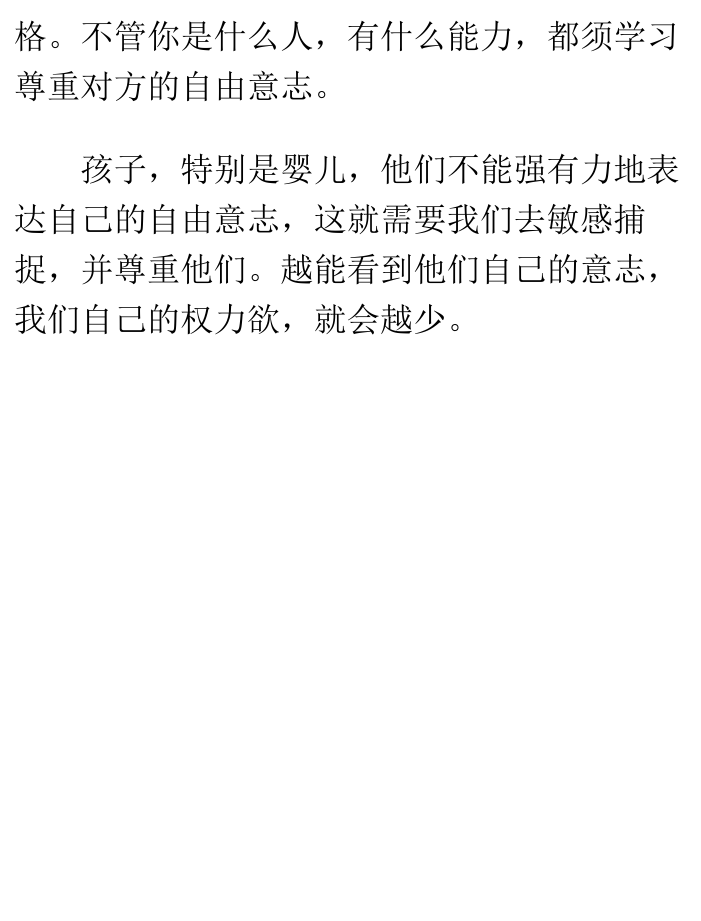 格。不管你是什么人，有什么能力，都须学习
尊重对方的自由意志。
孩子，特别是婴儿，他们不能强有力地表
达自己的自由意志，这就需要我们去敏感捕
捉，并尊重他们。越能看到他们自己的意志，
我们自己的权力欲，就会越少。